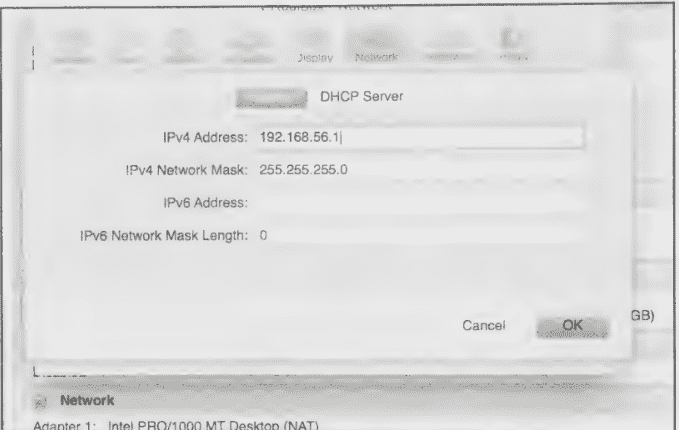 Display Network
DHCP Server
IPv4 Address: 192.168.56.1
IPv4 Network Mask: 255.255.255.0
IPv6 Address:
IPv6 Network Mask Length: 0
Cancel OK
GB)
Network
Adapter 1: Intel PRO/1000 MT Desktop (NAT)